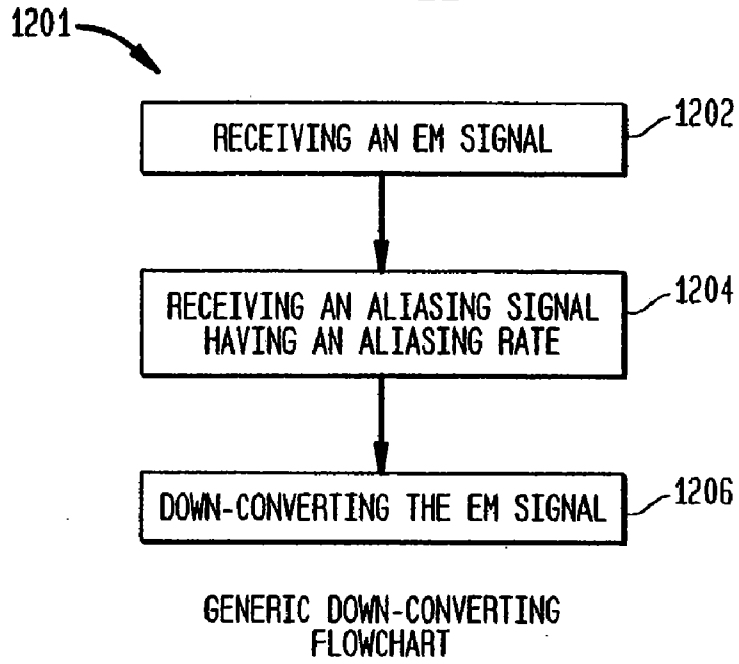 1201
RECEIVING AN EM SIGNAL
1202
RECEIVING AN ALIASING SIGNAL
HAVING AN ALIASING RATE
1204
DOWN-CONVERTING THE EM SIGNAL
1206
GENERIC DOWN-CONVERTING
FLOWCHART